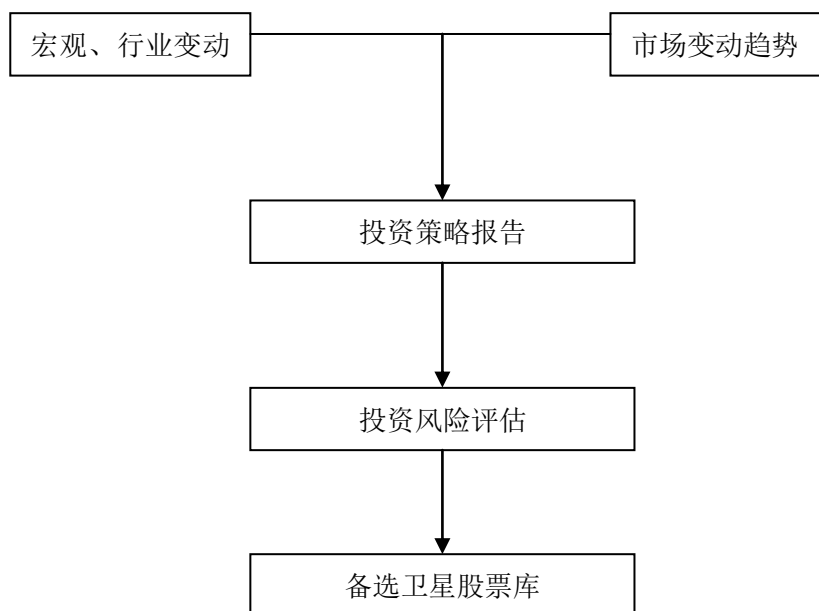 宏观、行业变动
市场变动趋势
投资策略报告
投资风险评估
备选卫星股票库